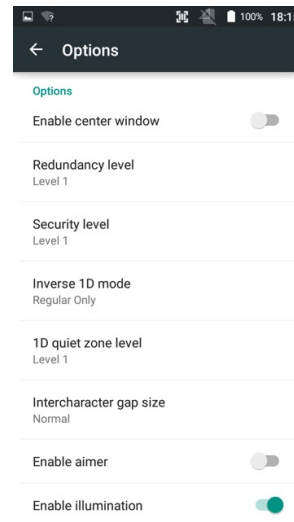 100% 18:1
Options
Options
Enable center window
Redundancy level
Level 1
Security level
Level 1
Inverse 1D mode
Regular Only
1D quiet zone level
Level 1
Intercharacter gap size
Normal
Enable aimer
Enable illumination